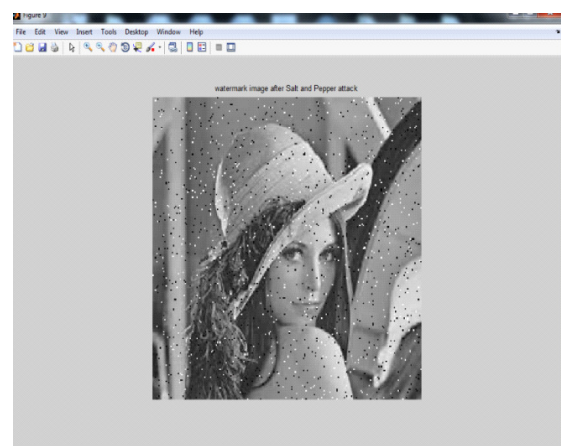 Figure 9
File Edit View Insert Tools Desktop Window Help
watermark image after Salt and Pepper attack